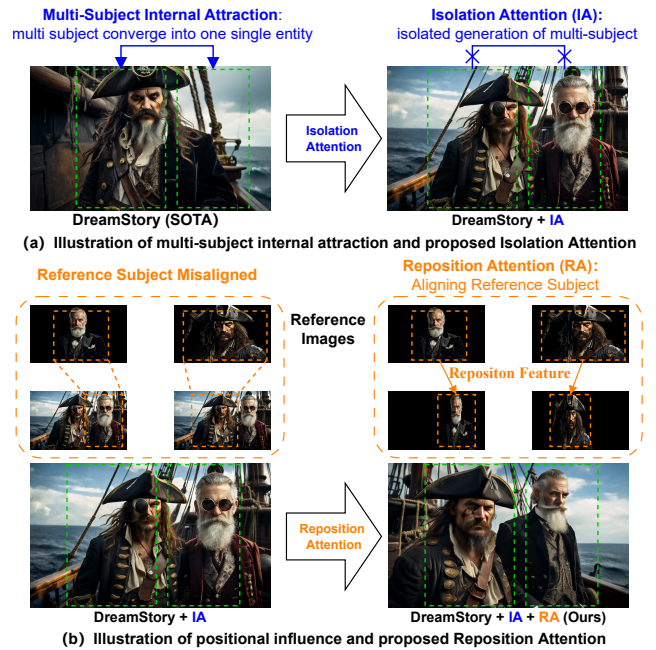 Multi-Subject Internal Attraction:
multi subject converge into one single entity
Isolation Attention (IA):
isolated generation of multi-subject
Isolation
Attention
DreamStory (SOTA)
DreamStory + IA
(a) Illustration of multi-subject internal attraction and proposed Isolation Attention
Reference Subject Misaligned
Reposition Attention (RA):
Aligning Reference Subject
Reference
Images
Repositon Feature
Reposition
Attention
DreamStory + IA
DreamStory + IA + RA (Ours)
(b) Illustration of positional influence and proposed Reposition Attention